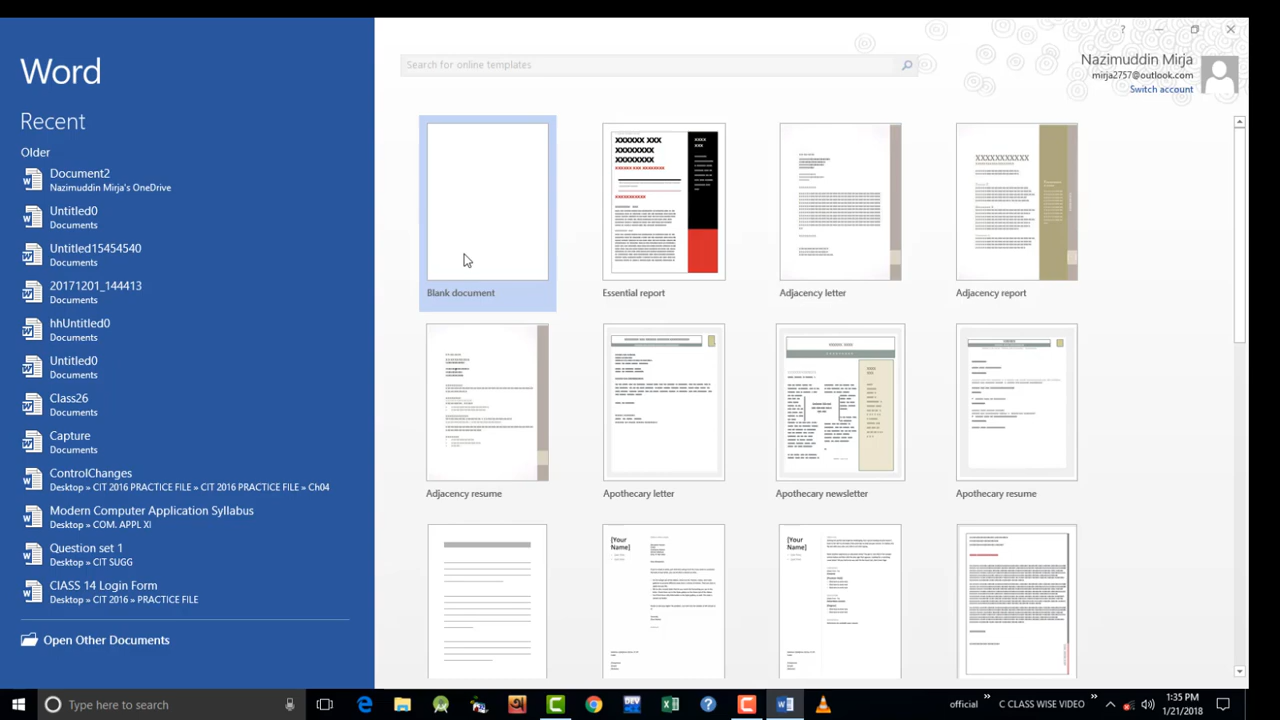 Word
Recent
Older
Document2
Nazimuddin Mirja's OneDrive
Untitled0
Documents
Untitled15454540
Documents
20171201_144413
Documents
hhUntitled0
Documents
Untitled0
Documents
Class26
Documents
Capture
Documents
ControlChanges
Desktop » CIT 2016 PRACTICE FILE » CIT 2016 PRACTICE FILE » Ch04
Modern Computer Application Syllabus
Desktop » COM. APPL XI
Question set 1
Desktop » 30.08.2017
ClASS 14 Login form
Desktop » CIT 2016 PRACTICE FILE
Open Other Documents
Search for online templates
?
Nazimuddin Mirja
mirja2757@outlook.com
Switch account
Blank document
Essential report
Adjacency letter
Adjacency report
Adjacency resume
Apothecary letter
Apothecary newsletter
Apothecary resume
[Your
Name]
[Your
Name]
Type here to search
DEV
official
»
C CLASS WISE VIDEO
»
1:35 PM
1/21/2018